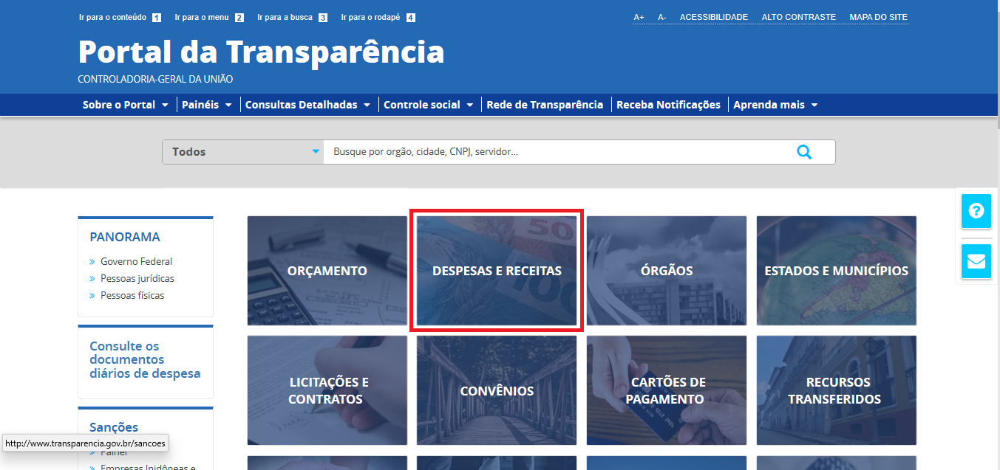 Ir para o conteúdo 1 Ir para o menu 2 Ir para a busca 3 Ir para o rodapé 4
A+ A- ACESSIBILIDADE ALTO CONTRASTE MAPA DO SITE
Portal da Transparência
CONTROLADORIA-GERAL DA UNIÃO
Sobre o Portal Painéis Consultas Detalhadas Controle social Rede de Transparência Receba Notificações Aprenda mais
Todos
Busque por orgão, cidade, CNPJ, servidor...
PANORAMA
» Governo Federal
» Pessoas jurídicas
» Pessoas físicas
Consulte os
documentos
diários de despesa
Sanções
» Painel
» Empresas Inidôneas e
http://www.transparencia.gov.br/sancoes
ORÇAMENTO
50
100
DESPESAS E RECEITAS
ÓRGÃOS
ESTADOS E MUNICÍPIOS
LICITAÇÕES E
CONTRATOS
CONVÊNIOS
CARTÕES DE
PAGAMENTO
RECURSOS
TRANSFERIDOS
?